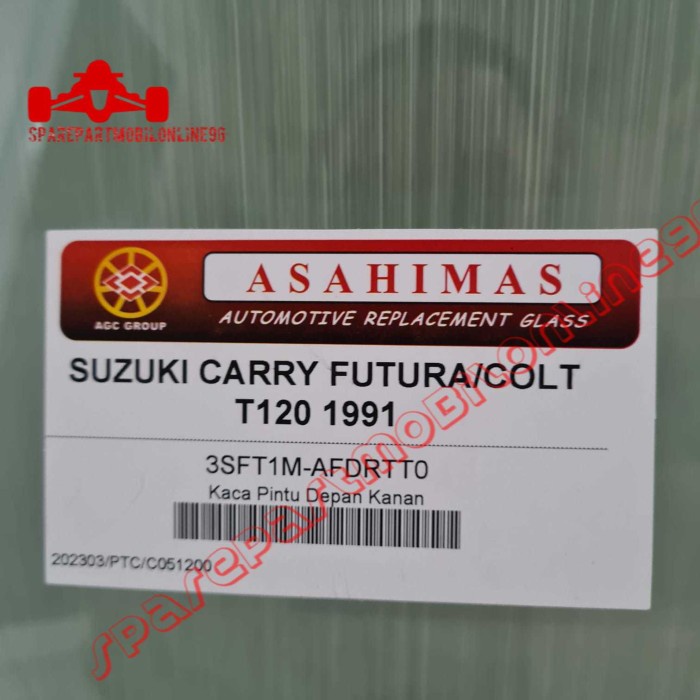 SPAREPARTMOBILONLINE96
ASAHIMAS
AGC GROUP
AUTOMOTIVE REPLACEMENT GLASS
SUZUKI CARRY FUTURA/COLT
T120 1991
3SFT1M-AFDRTT0
Kaca Pintu Depan Kanan
202303/PTC/C051200
sparepartmobilonline96